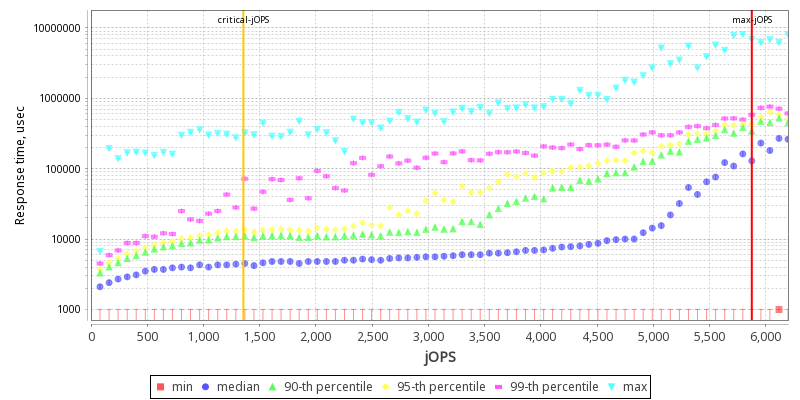 critical-jOPS max-jOPS
10000000
1000000
100000
10000
1000
Response time, usec
0 500 1,000 1,500 2,000 2,500 3,000 3,500 4,000 4,500 5,000 5,500 6,000
jOPS
min median 90-th percentile 95-th percentile 99-th percentile max